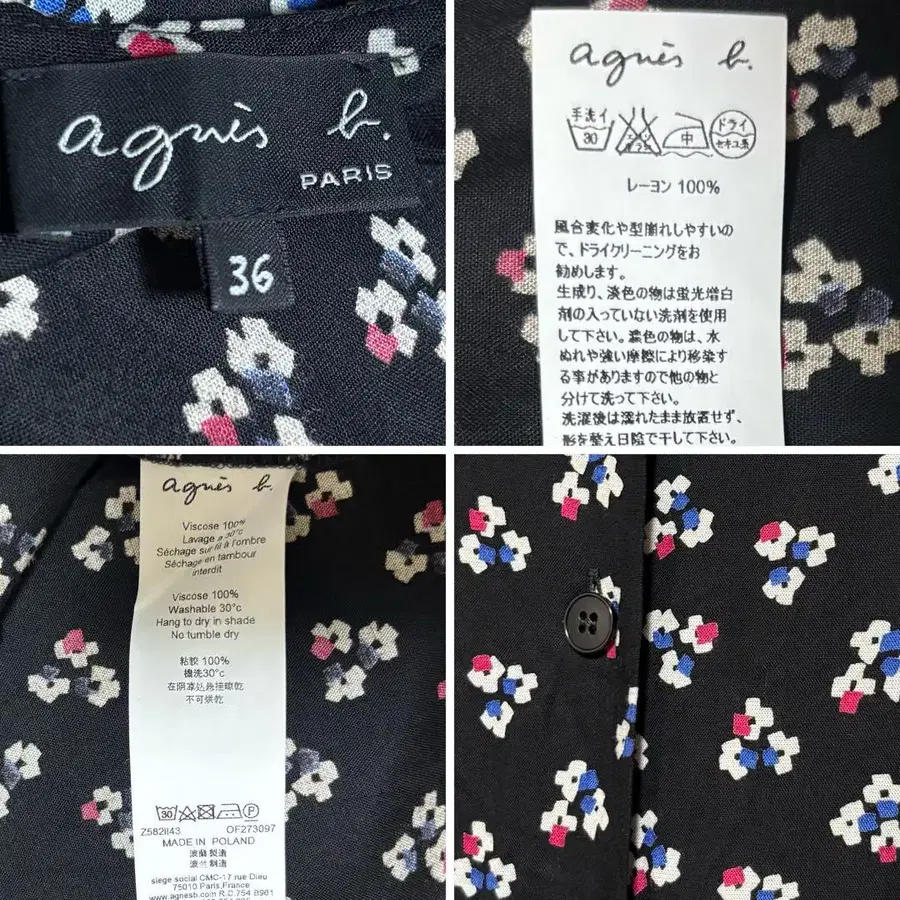 agnès b.
PARIS
36
agnès b.
手洗イ
30
エンソサラシ
中
ドライ
セキユ系
レーヨン 100%
風合変化や型崩れしやすいの
で、ドライクリーニングをお
勧めします。
生成り、淡色の物は蛍光増白
剤の入っていない洗剤を使用
して下さい。濃色の物は、水
ぬれや強い摩擦により移染す
る事がありますので他の物と
分けて洗って下さい。
洗濯後は濡れたまま放置せず、
形を整え日陰で干して下さい。
agnès b.
Viscose 100%
Lavage a 30°c
Séchage sur fil à l'ombre
Séchage en tambour
interdit
Viscose 100%
Washable 30°c
Hang to dry in shade
No tumble dry
粘胶 100%
機洗30°c
不可烘乾
30
P
Z582II43 OF273097
MADE IN POLAND
波蘭製造
波兰制造
siege social CMC-17 rue Dieu
75010 Paris,France
www.agnesb.com R.C.754 B981